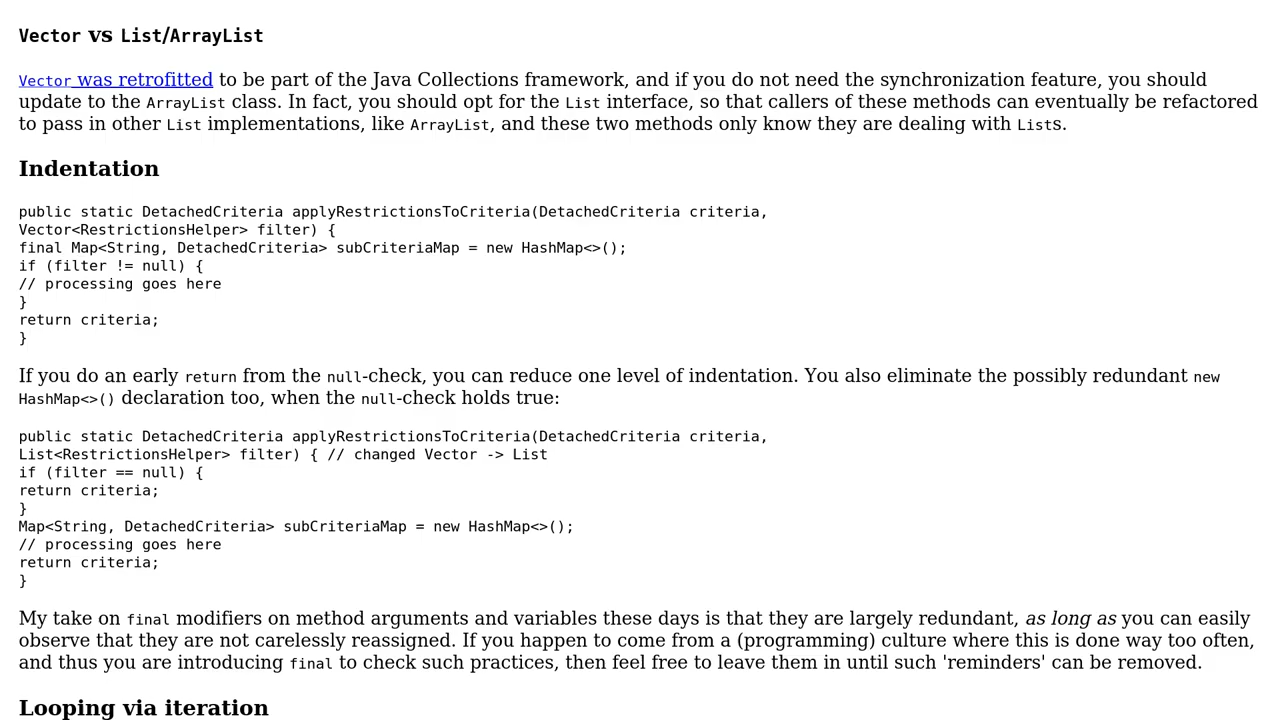 Vector vs List/ArrayList
Vector was retrofitted to be part of the Java Collections framework, and if you do not need the synchronization feature, you should
update to the ArrayList class. In fact, you should opt for the List interface, so that callers of these methods can eventually be refactored
to pass in other List implementations, like ArrayList, and these two methods only know they are dealing with Lists.
Indentation
public static DetachedCriteria applyRestrictionsToCriteria(DetachedCriteria criteria,
Vector<RestrictionsHelper> filter) {
final Map<String, DetachedCriteria> subCriteriaMap = new HashMap<>();
if (filter != null) {
// processing goes here
}
return criteria;
}
If you do an early return from the null-check, you can reduce one level of indentation. You also eliminate the possibly redundant new
HashMap<>() declaration too, when the null-check holds true:
public static DetachedCriteria applyRestrictionsToCriteria(DetachedCriteria criteria,
List<RestrictionsHelper> filter) { // changed Vector -> List
if (filter == null) {
return criteria;
}
Map<String, DetachedCriteria> subCriteriaMap = new HashMap<>();
// processing goes here
return criteria;
}
My take on final modifiers on method arguments and variables these days is that they are largely redundant, as long as you can easily
observe that they are not carelessly reassigned. If you happen to come from a (programming) culture where this is done way too often,
and thus you are introducing final to check such practices, then feel free to leave them in until such 'reminders' can be removed.
Looping via iteration